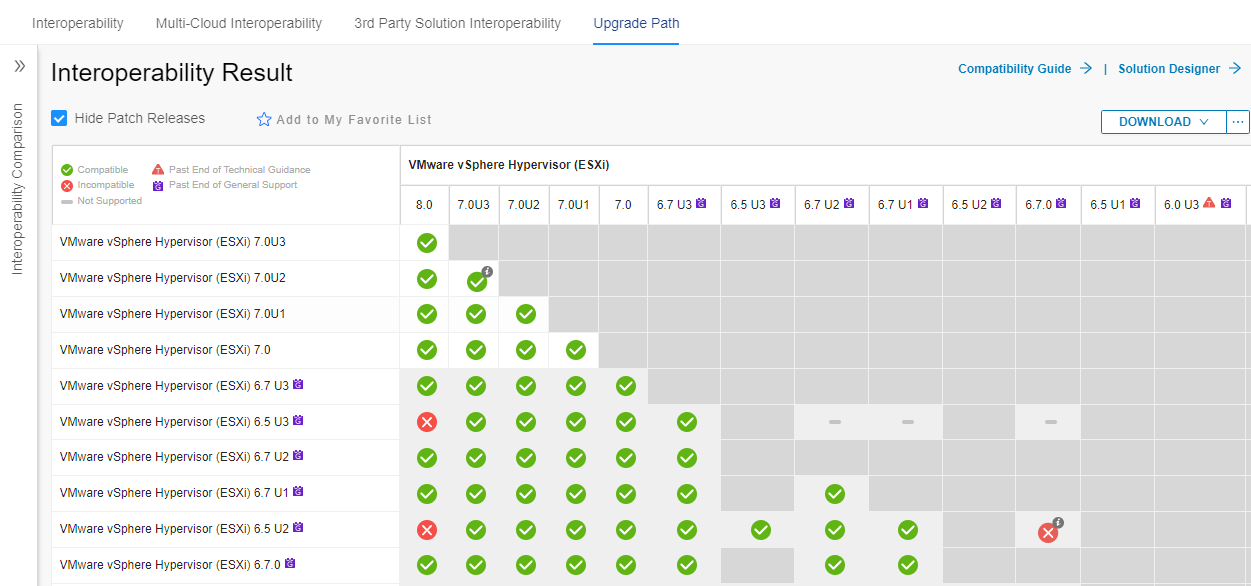 Interoperability Multi-Cloud Interoperability 3rd Party Solution Interoperability Upgrade Path
Interoperability Comparison
Interoperability Result
Compatibility Guide | Solution Designer
Hide Patch Releases Add to My Favorite List
DOWNLOAD ...
Compatible Past End of Technical Guidance
Incompatible Past End of General Support
Not Supported
VMware vSphere Hypervisor (ESXi)
8.0 7.0U3 7.0U2 7.0U1 7.0 6.7 U3 6.5 U3 6.7 U2 6.7 U1 6.5 U2 6.7.0 6.5 U1 6.0 U3
VMware vSphere Hypervisor (ESXi) 7.0U3
VMware vSphere Hypervisor (ESXi) 7.0U2
VMware vSphere Hypervisor (ESXi) 7.0U1
VMware vSphere Hypervisor (ESXi) 7.0
VMware vSphere Hypervisor (ESXi) 6.7 U3
VMware vSphere Hypervisor (ESXi) 6.5 U3
VMware vSphere Hypervisor (ESXi) 6.7 U2
VMware vSphere Hypervisor (ESXi) 6.7 U1
VMware vSphere Hypervisor (ESXi) 6.5 U2
VMware vSphere Hypervisor (ESXi) 6.7.0